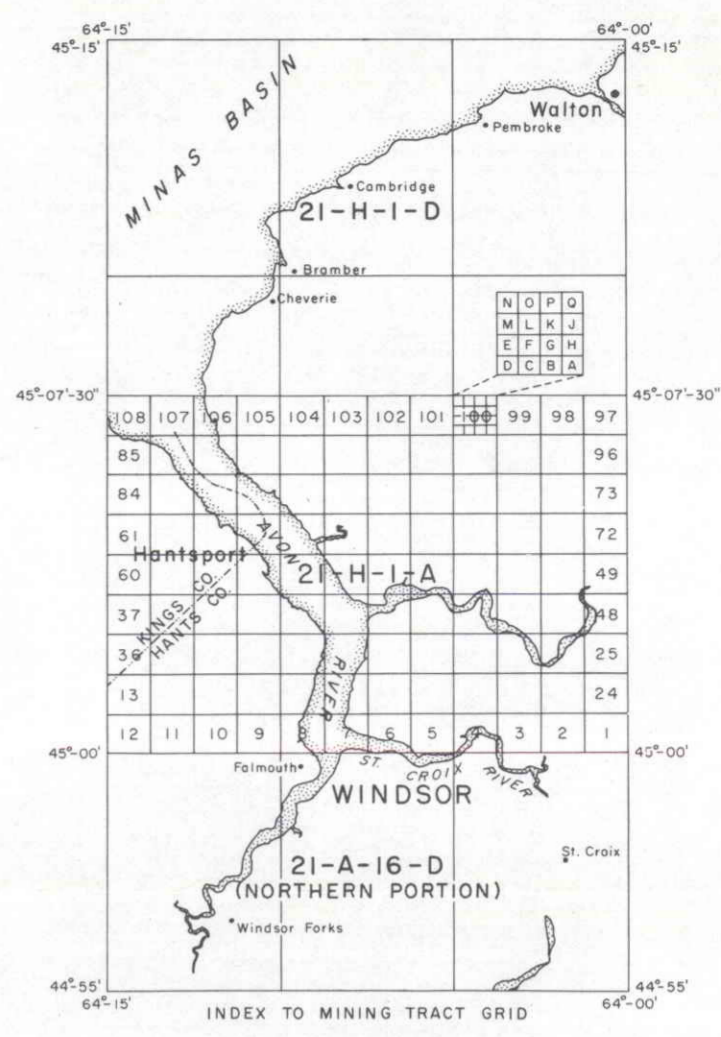 64°-15' 64°-00'
45°-15' 45°-15'
MINAS BASIN
Walton
Pembroke
Cambridge
21-H-1-D
Bramber
Cheverie
N O P Q
M L K J
E F G H
D C B A
45°-07'-30" 45°-07'-30"
108 107 106 105 104 103 102 101 100 99 98 97
85 96
84 73
61 72
AVON
Hantsport
21-H-1-A
60 49
37 48
KINGS CO.
HANTS CO.
36 25
RIVER
13 24
12 11 10 9 8 6 5 4 3 2 1
45°-00' 45°-00'
Falmouth
ST. CROIX RIVER
WINDSOR
St. Croix
21-A-16-D
(NORTHERN PORTION)
Windsor Forks
44°-55' 44°-55'
64°-15' 64°-00'
INDEX TO MINING TRACT GRID